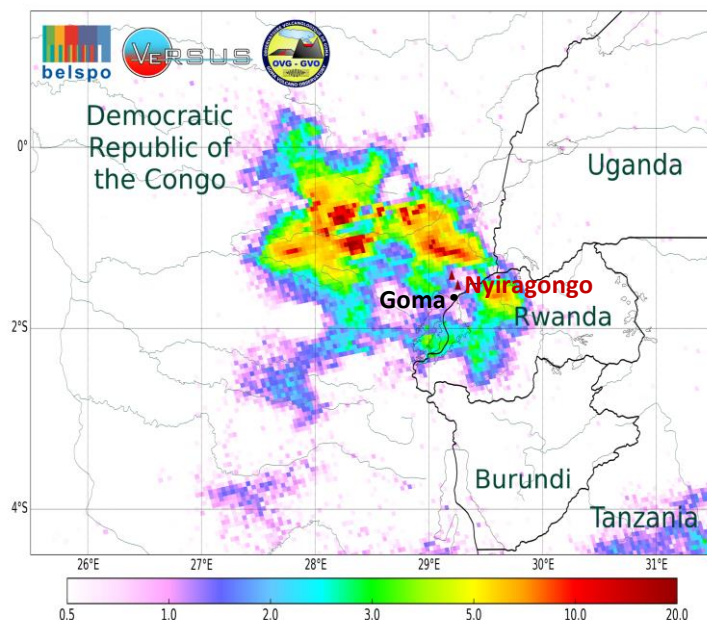 belspo
VERSUS
OVG - GVO
Democratic
Republic of
the Congo
Uganda
0°
Nyiragongo
Goma
Rwanda
2°S
Burundi
4°S
Tanzania
26°E
27°E
28°E
29°E
30°E
31°E
0.5
1.0
2.0
3.0
5.0
10.0
20.0